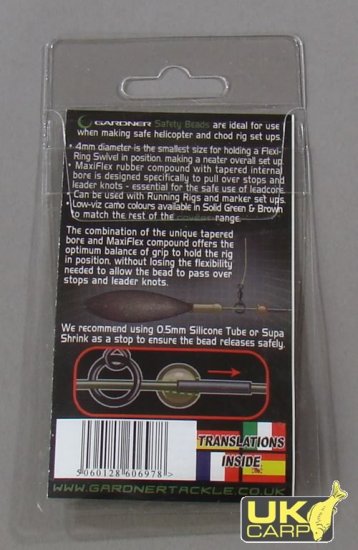 GARDNER Safety Beads are ideal for use
when making safe helicopter and chod rig set ups.
• 4mm diameter is the smallest size for holding a Flexi-
Ring Swivel in position, making a neater overall set up.
• MaxiFlex rubber compound with tapered internal
bore is designed specifically to pull over stops and
leader knots - essential for the safe use of leadcore.
• Can be used with Running Rigs and marker set ups.
• Low-viz camo colours available in Solid Green & Brown
to match the rest of the range.
The combination of the unique tapered
bore and MaxiFlex compound offers the
optimum balance of grip to hold the rig
in position, without losing the flexibility
needed to allow the bead to pass over
stops and leader knots.
We recommend using 0.5mm Silicone Tube or Supa
Shrink as a stop to ensure the bead releases safely.
5060128606978>
TRANSLATIONS
INSIDE
WWW.GARDNERTACKLE.CO.UK
UK
CARP